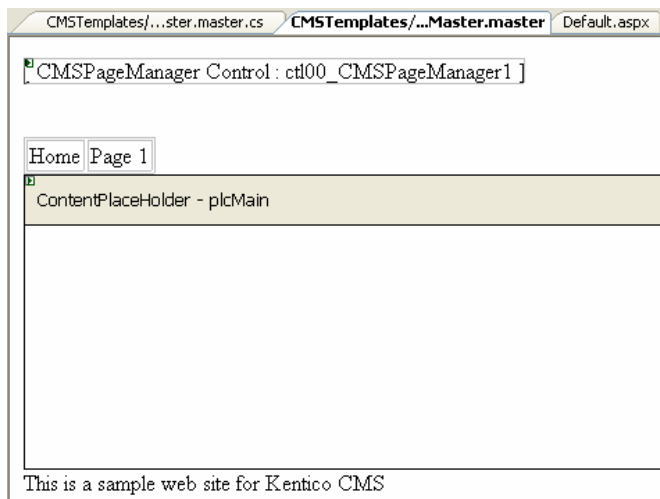 CMSTemplates/...ster.master.cs CMSTemplates/...Master.master Default.aspx
[ CMSPageManager Control : ctl00_CMSPageManager1 ]
Home Page 1
ContentPlaceHolder - plcMain
This is a sample web site for Kentico CMS